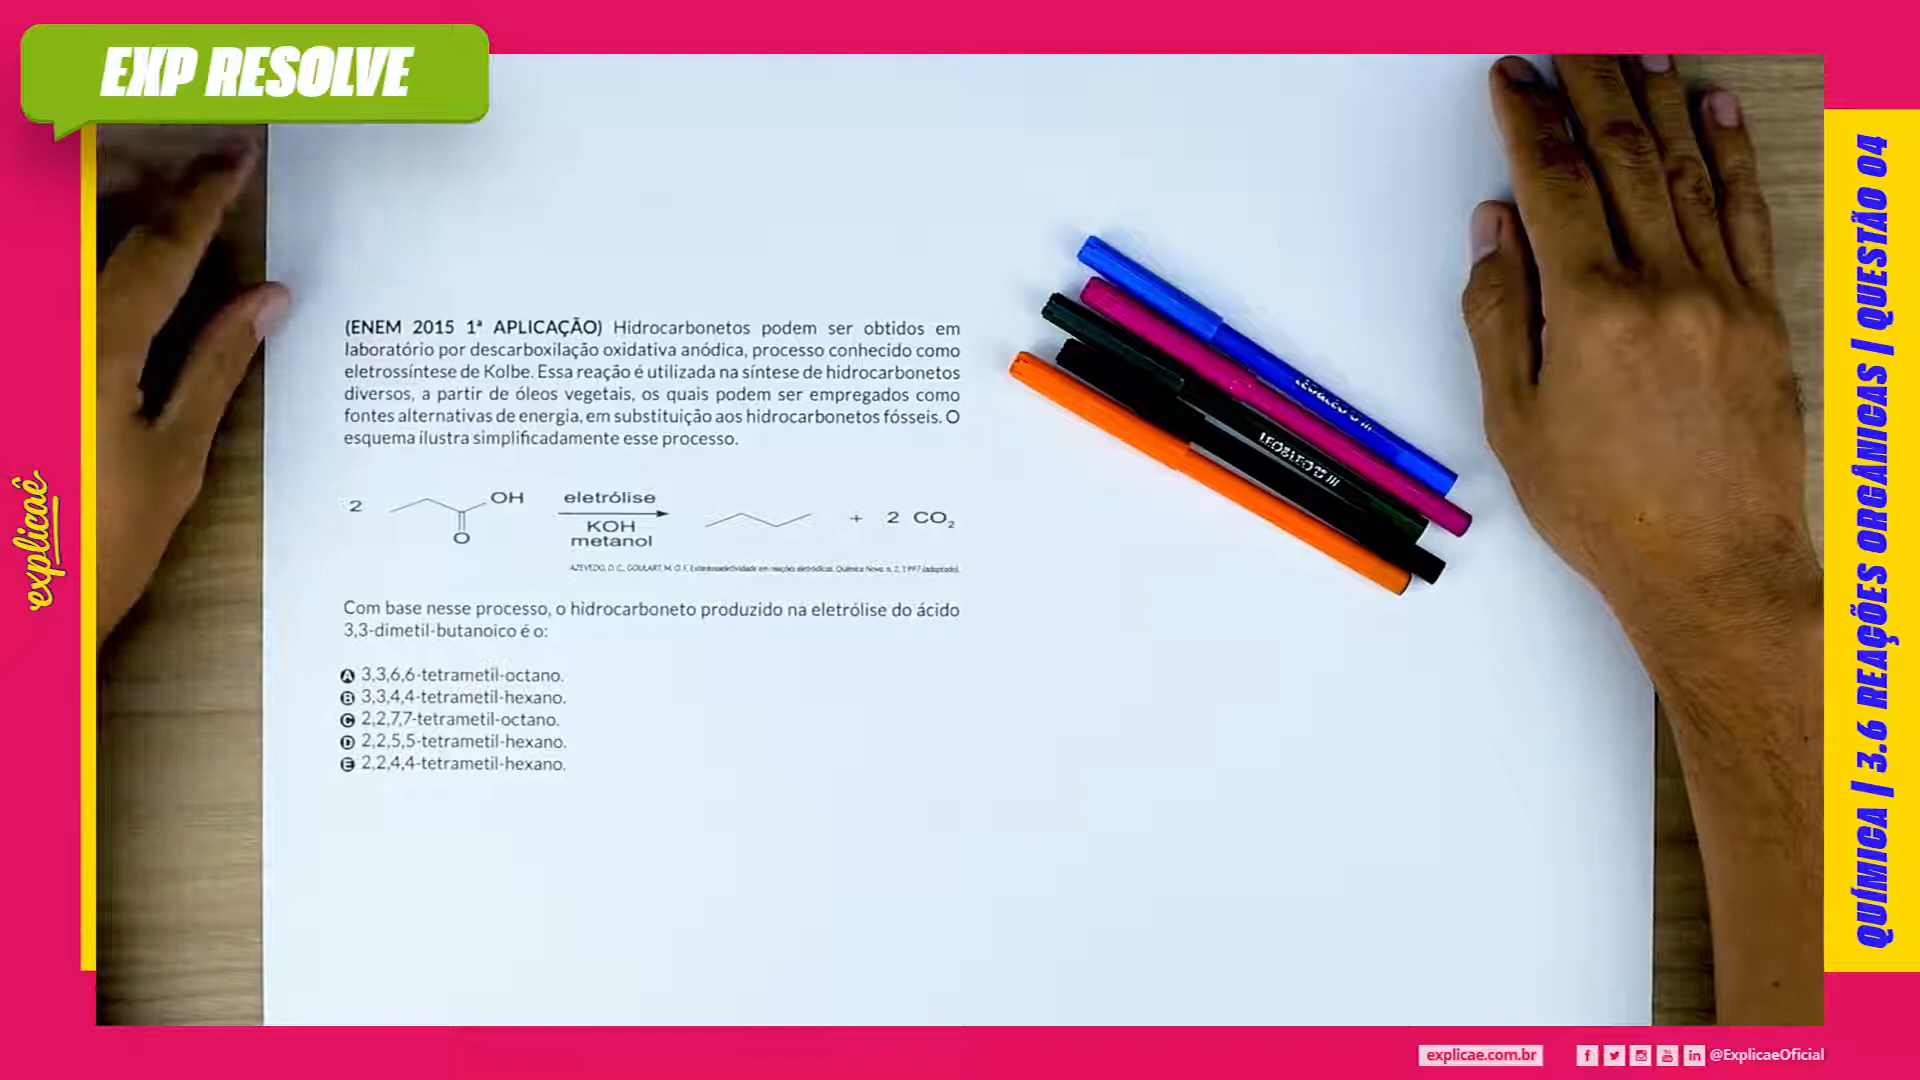 EXP RESOLVE
(ENEM 2015 1ª APLICAÇÃO) Hidrocarbonetos podem ser obtidos em
laboratório por descarboxilação oxidativa anódica, processo conhecido como
eletrossíntese de Kolbe. Essa reação é utilizada na síntese de hidrocarbonetos
diversos, a partir de óleos vegetais, os quais podem ser empregados como
fontes alternativas de energia, em substituição aos hidrocarbonetos fósseis. O
esquema ilustra simplificadamente esse processo.
2 OH O eletrólise KOH metanol + 2 CO₂
AZEVEDO, D. C., GOULART, M. O. F. Estereosseletividade em reações eletródicas. Química Nova, n. 2, 1997 (adaptado).
Com base nesse processo, o hidrocarboneto produzido na eletrólise do ácido
3,3-dimetil-butanoico é o:
A 3,3,6,6-tetrametil-octano.
B 3,3,4,4-tetrametil-hexano.
C 2,2,7,7-tetrametil-octano.
D 2,2,5,5-tetrametil-hexano.
E 2,2,4,4-tetrametil-hexano.
explicaê
QUÍMICA | 3.6 REAÇÕES ORGÂNICAS | QUESTÃO 04
explicae.com.br
@ExplicaeOficial